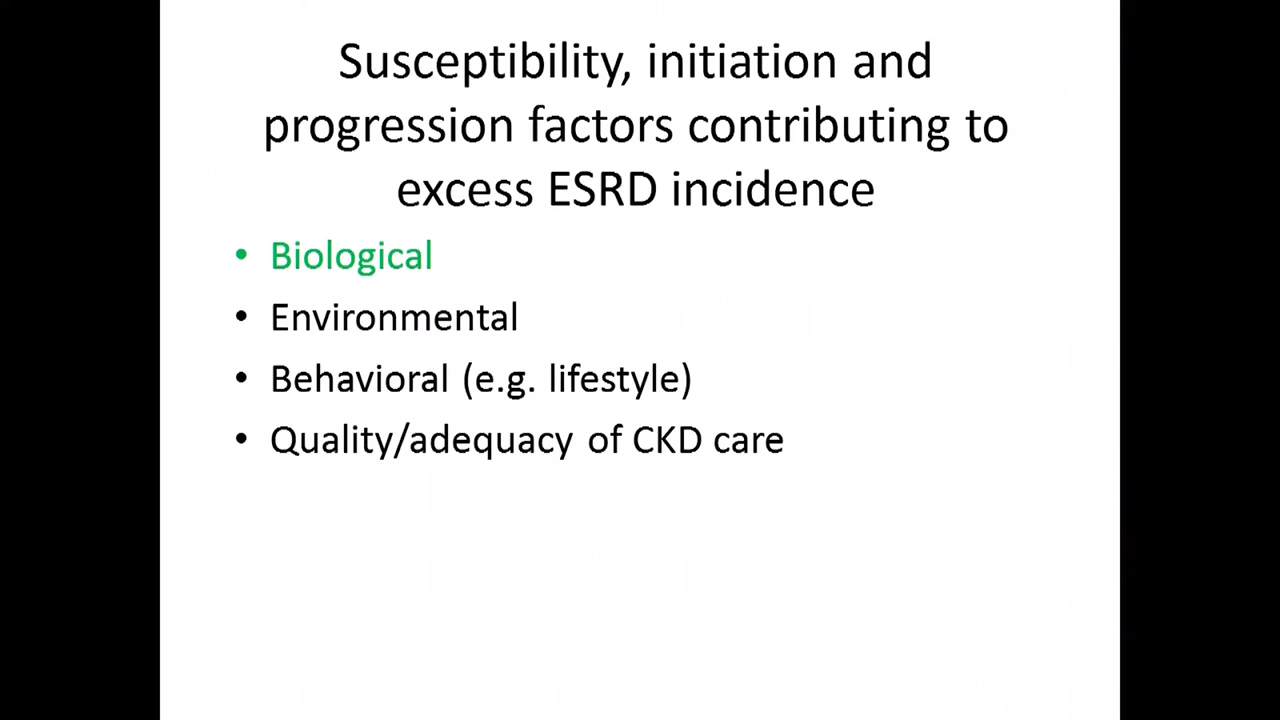 Susceptibility, initiation and
progression factors contributing to
excess ESRD incidence
• Biological
• Environmental
• Behavioral (e.g. lifestyle)
• Quality/adequacy of CKD care